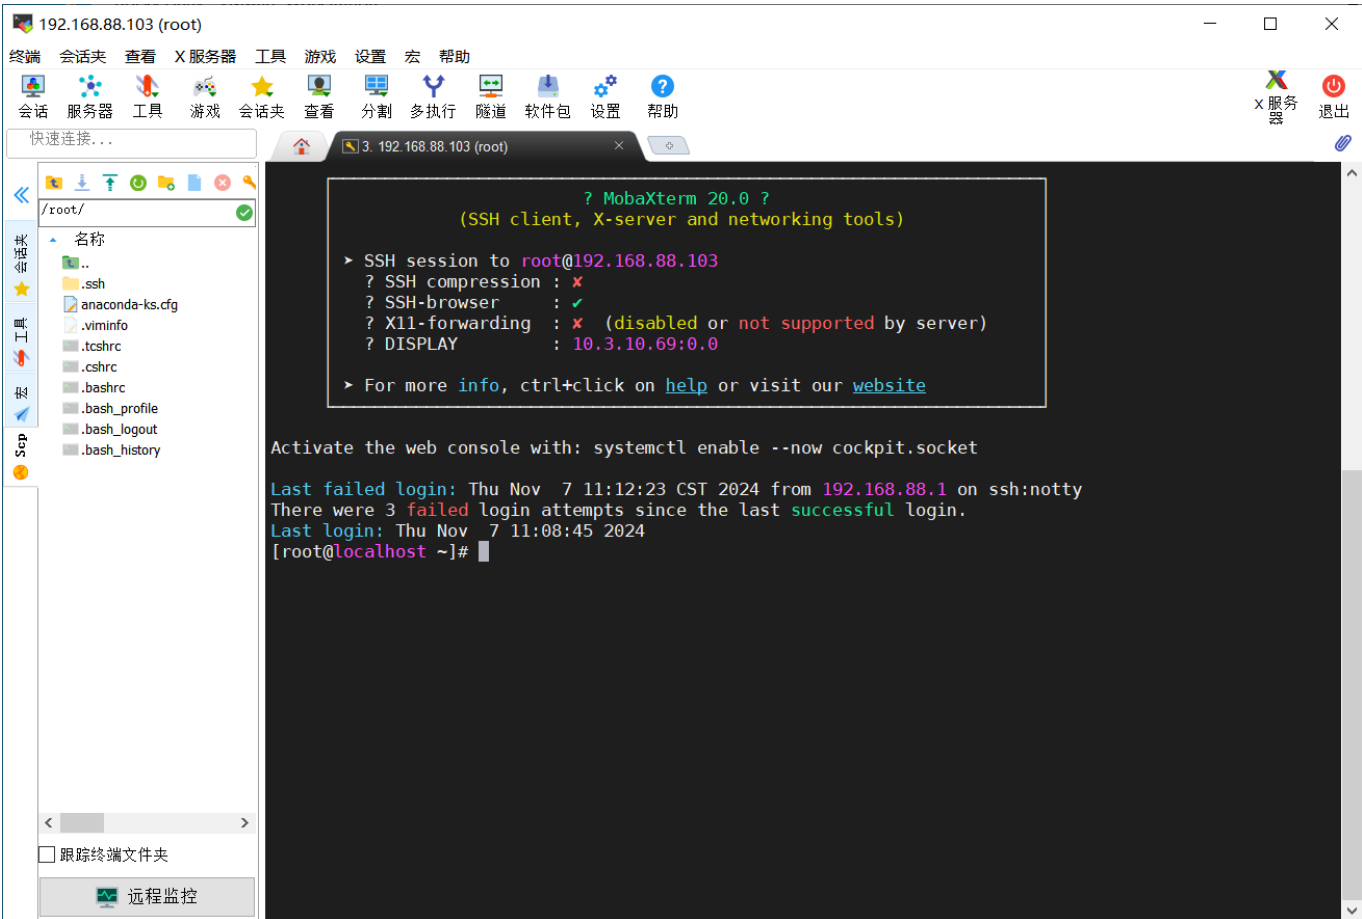 192.168.88.103 (root)
终端 会话夹 查看 X 服务器 工具 游戏 设置 宏 帮助
会话 服务器 工具 游戏 会话夹 查看 分割 多执行 隧道 软件包 设置 帮助 X 服务器 退出
快速连接...
3. 192.168.88.103 (root)
/root/
名称
..
.ssh
anaconda-ks.cfg
.viminfo
.tcshrc
.cshrc
.bashrc
.bash_profile
.bash_logout
.bash_history
会话夹
工具
宏
Scp
跟踪终端文件夹
远程监控
? MobaXterm 20.0 ?
(SSH client, X-server and networking tools)
➤ SSH session to root@192.168.88.103
? SSH compression : ✘
? SSH-browser : ✔
? X11-forwarding : ✘ (disabled or not supported by server)
? DISPLAY : 10.3.10.69:0.0
➤ For more info, ctrl+click on help or visit our website
Activate the web console with: systemctl enable --now cockpit.socket
Last failed login: Thu Nov  7 11:12:23 CST 2024 from 192.168.88.1 on ssh:notty
There were 3 failed login attempts since the last successful login.
Last login: Thu Nov  7 11:08:45 2024
[root@localhost ~]#